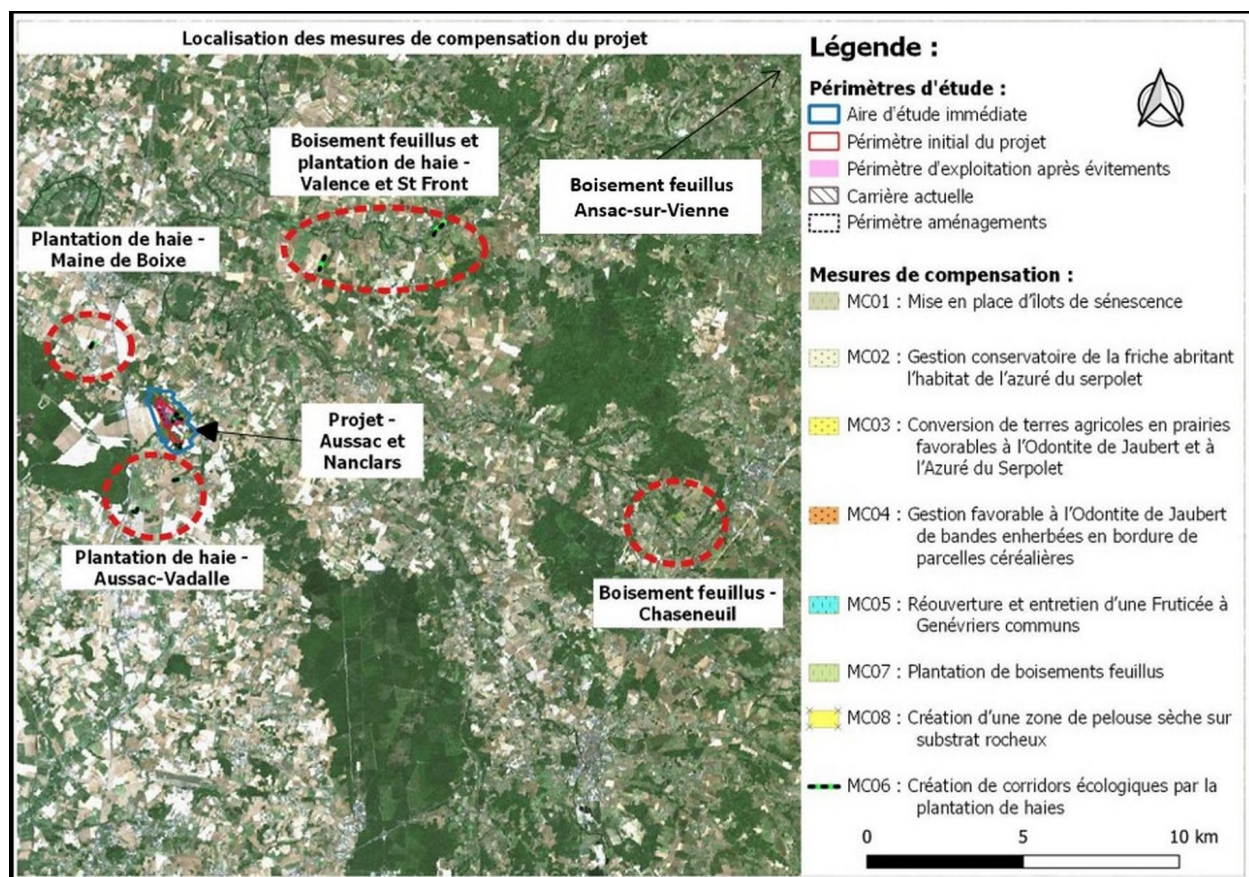 Localisation des mesures de compensation du projet
Boisement feuillus et
plantation de haie -
Valence et St Front
Boisement feuillus
Ansac-sur-Vienne
Plantation de haie -
Maine de Boixe
Projet -
Aussac et
Nanclars
Plantation de haie -
Aussac-Vadalle
Boisement feuillus -
Chaseneuil
Légende :
Périmètres d'étude :
Aire d'étude immédiate
Périmètre initial du projet
Périmètre d'exploitation après évitements
Carrière actuelle
Périmètre aménagements
Mesures de compensation :
MC01 : Mise en place d'îlots de sénescence
MC02 : Gestion conservatoire de la friche abritant
l'habitat de l'azuré du serpolet
MC03 : Conversion de terres agricoles en prairies
favorables à l'Odontite de Jaubert et à
l'Azuré du Serpolet
MC04 : Gestion favorable à l'Odontite de Jaubert
de bandes enherbées en bordure de
parcelles céréalières
MC05 : Réouverture et entretien d'une Fruticée à
Genévriers communs
MC07 : Plantation de boisements feuillus
MC08 : Création d'une zone de pelouse sèche sur
substrat rocheux
MC06 : Création de corridors écologiques par la
plantation de haies
0 5 10 km